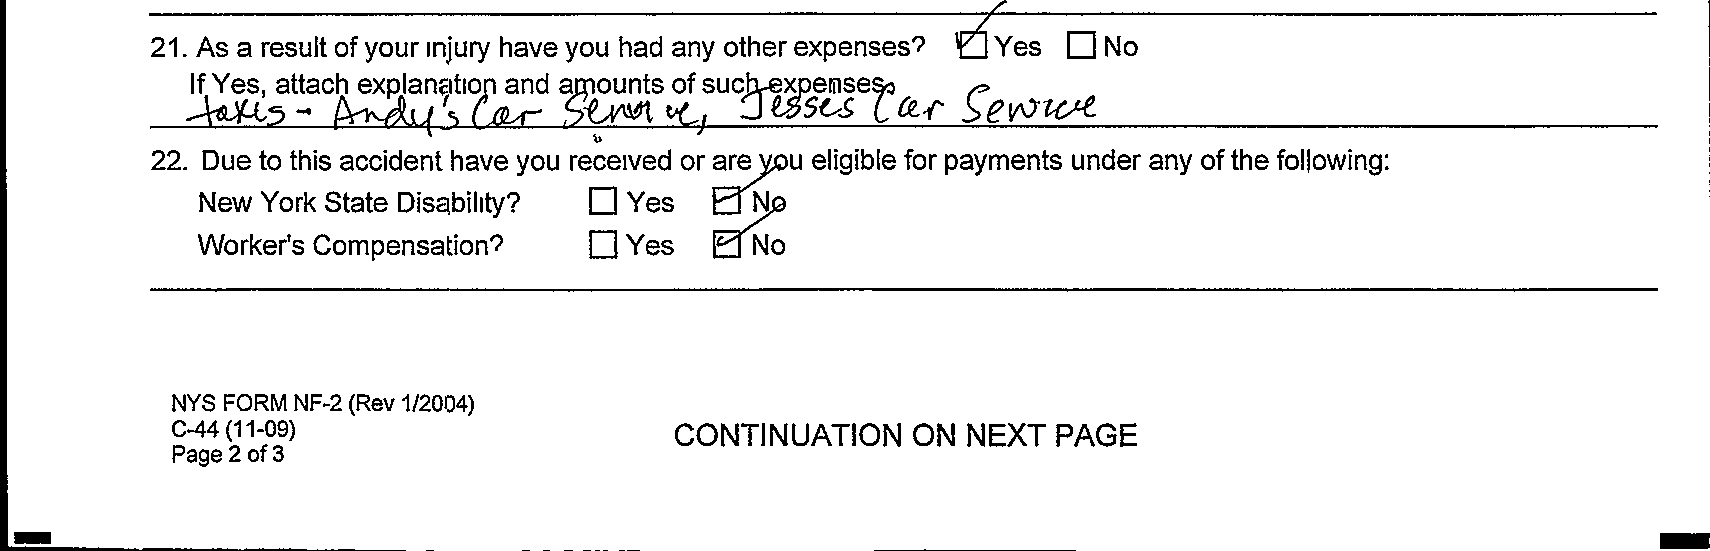 21. As a result of your injury have you had any other expenses? ☑ Yes ☐ No
If Yes, attach explanation and amounts of such expenses.
taxis - Andy's Car Service, Jesses Car Service
22. Due to this accident have you received or are you eligible for payments under any of the following:
New York State Disability? ☐ Yes ☑ No
Worker's Compensation? ☐ Yes ☑ No
NYS FORM NF-2 (Rev 1/2004)
C-44 (11-09)
Page 2 of 3
CONTINUATION ON NEXT PAGE